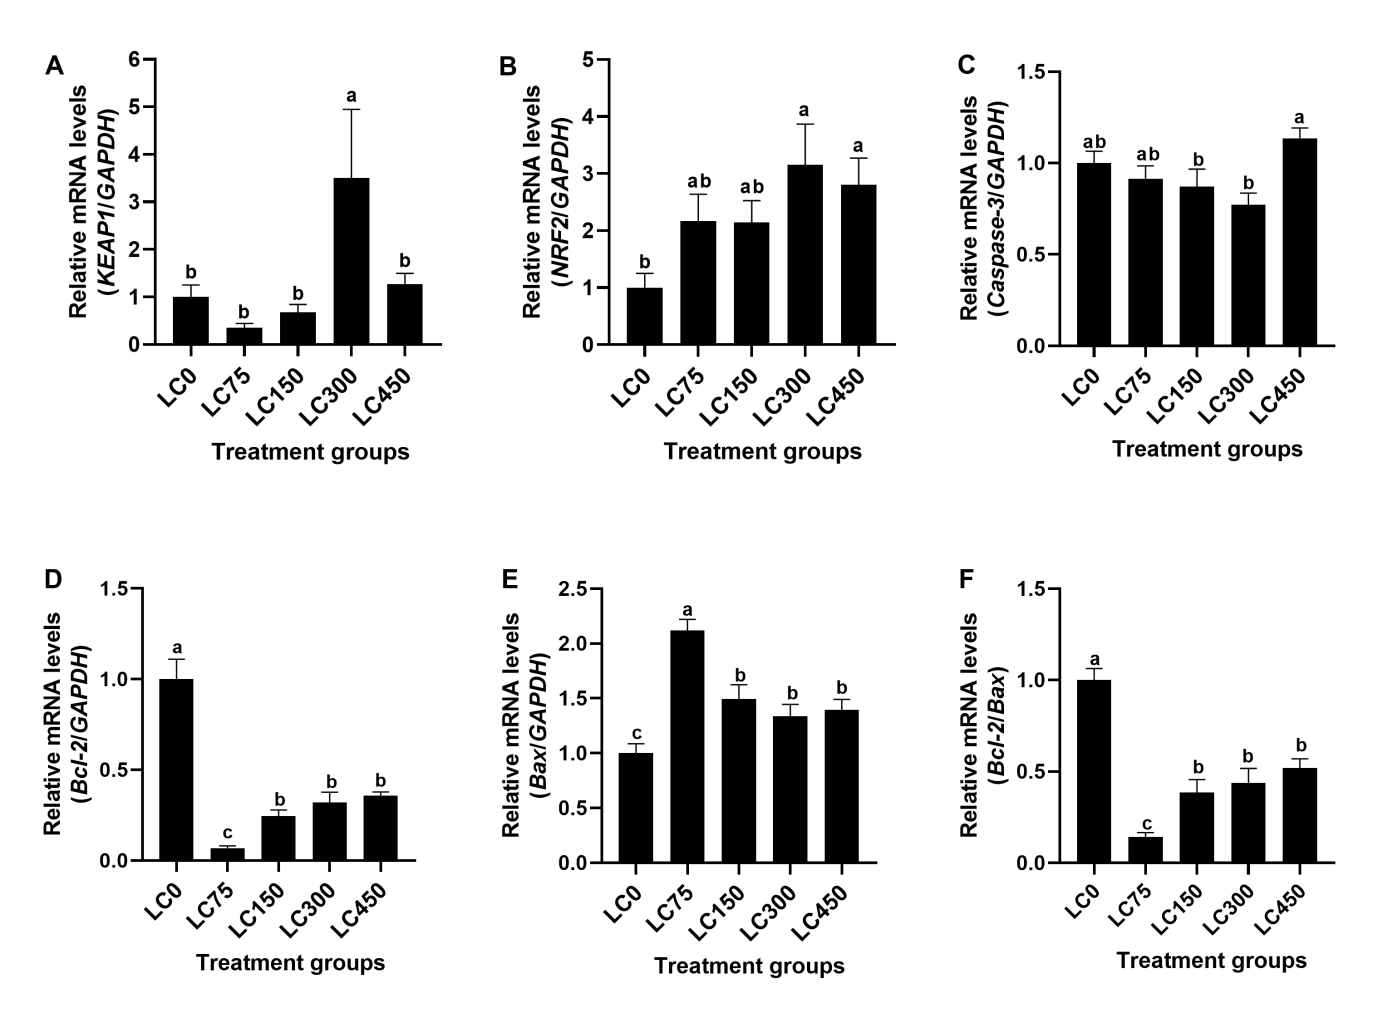 A
Relative mRNA levels
(KEAP1/GAPDH)
6
5
4
3
2
1
0
b
b
b
a
b
LC0
LC75
LC150
LC300
LC450
Treatment groups
B
Relative mRNA levels
(NRF2/GAPDH)
5
4
3
2
1
0
b
ab
ab
a
a
LC0
LC75
LC150
LC300
LC450
Treatment groups
C
Relative mRNA levels
(Caspase-3/GAPDH)
1.5
1.0
0.5
0.0
ab
ab
b
b
a
LC0
LC75
LC150
LC300
LC450
Treatment groups
D
Relative mRNA levels
(Bcl-2/GAPDH)
1.5
1.0
0.5
0.0
a
c
b
b
b
LC0
LC75
LC150
LC300
LC450
Treatment groups
E
Relative mRNA levels
(Bax/GAPDH)
2.5
2.0
1.5
1.0
0.5
0.0
c
a
b
b
b
LC0
LC75
LC150
LC300
LC450
Treatment groups
F
Relative mRNA levels
(Bcl-2/Bax)
1.5
1.0
0.5
0.0
a
c
b
b
b
LC0
LC75
LC150
LC300
LC450
Treatment groups